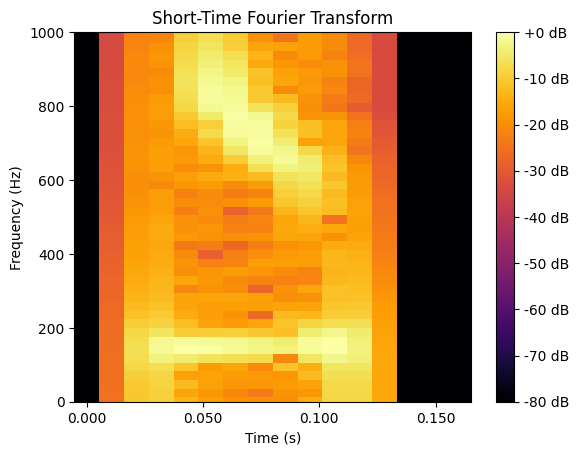 Short-Time Fourier Transform
Frequency (Hz)
1000
800
600
400
200
0
0.000
0.050
0.100
0.150
Time (s)
+0 dB
-10 dB
-20 dB
-30 dB
-40 dB
-50 dB
-60 dB
-70 dB
-80 dB